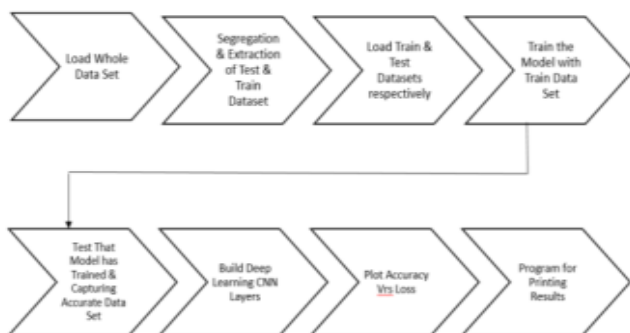 Load Whole
Data Set
Segregation
& Extraction
of Test &
Train
Dataset
Load Train &
Test
Datasets
respectively
Train the
Model with
Train Data
Set
Test That
Model has
Trained &
Capturing
Accurate Data
Set
Build Deep
Learning CNN
Layers
Plot Accuracy
Vrs Loss
Program for
Printing
Results